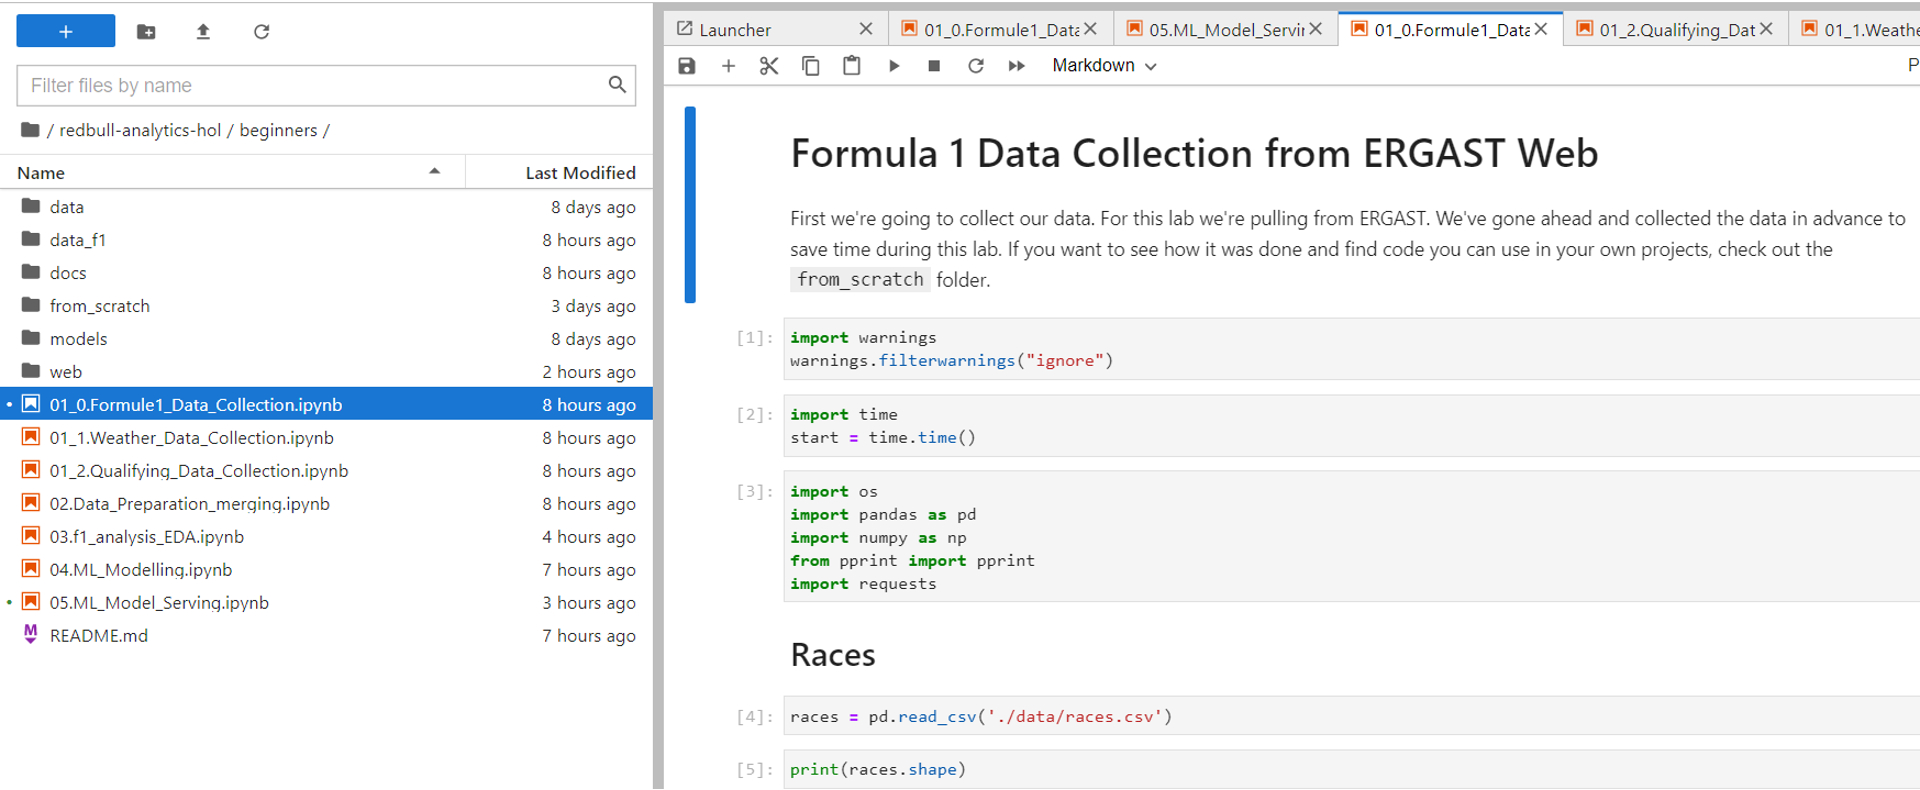 Filter files by name
/ redbull-analytics-hol / beginners /
Name Last Modified
data 8 days ago
data_f1 8 hours ago
docs 8 hours ago
from_scratch 3 days ago
models 8 days ago
web 2 hours ago
01_0.Formule1_Data_Collection.ipynb 8 hours ago
01_1.Weather_Data_Collection.ipynb 8 hours ago
01_2.Qualifying_Data_Collection.ipynb 8 hours ago
02.Data_Preparation_merging.ipynb 8 hours ago
03.f1_analysis_EDA.ipynb 4 hours ago
04.ML_Modelling.ipynb 7 hours ago
05.ML_Model_Serving.ipynb 3 hours ago
README.md 7 hours ago
Launcher 01_0.Formule1_Data 05.ML_Model_Servin 01_0.Formule1_Data 01_2.Qualifying_Dat 01_1.Weathe
Markdown P
Formula 1 Data Collection from ERGAST Web
First we're going to collect our data. For this lab we're pulling from ERGAST. We've gone ahead and collected the data in advance to
save time during this lab. If you want to see how it was done and find code you can use in your own projects, check out the
from_scratch folder.
[1]: import warnings
warnings.filterwarnings("ignore")
[2]: import time
start = time.time()
[3]: import os
import pandas as pd
import numpy as np
from pprint import pprint
import requests
Races
[4]: races = pd.read_csv('./data/races.csv')
[5]: print(races.shape)